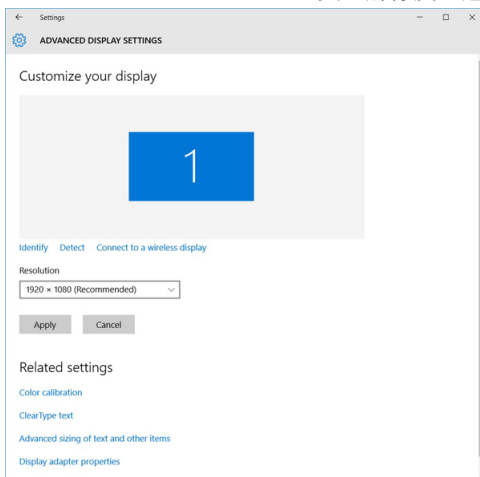 Settings
ADVANCED DISPLAY SETTINGS
Customize your display
1
Identify Detect Connect to a wireless display
Resolution
1920 × 1080 (Recommended)
Apply Cancel
Related settings
Color calibration
ClearType text
Advanced sizing of text and other items
Display adapter properties